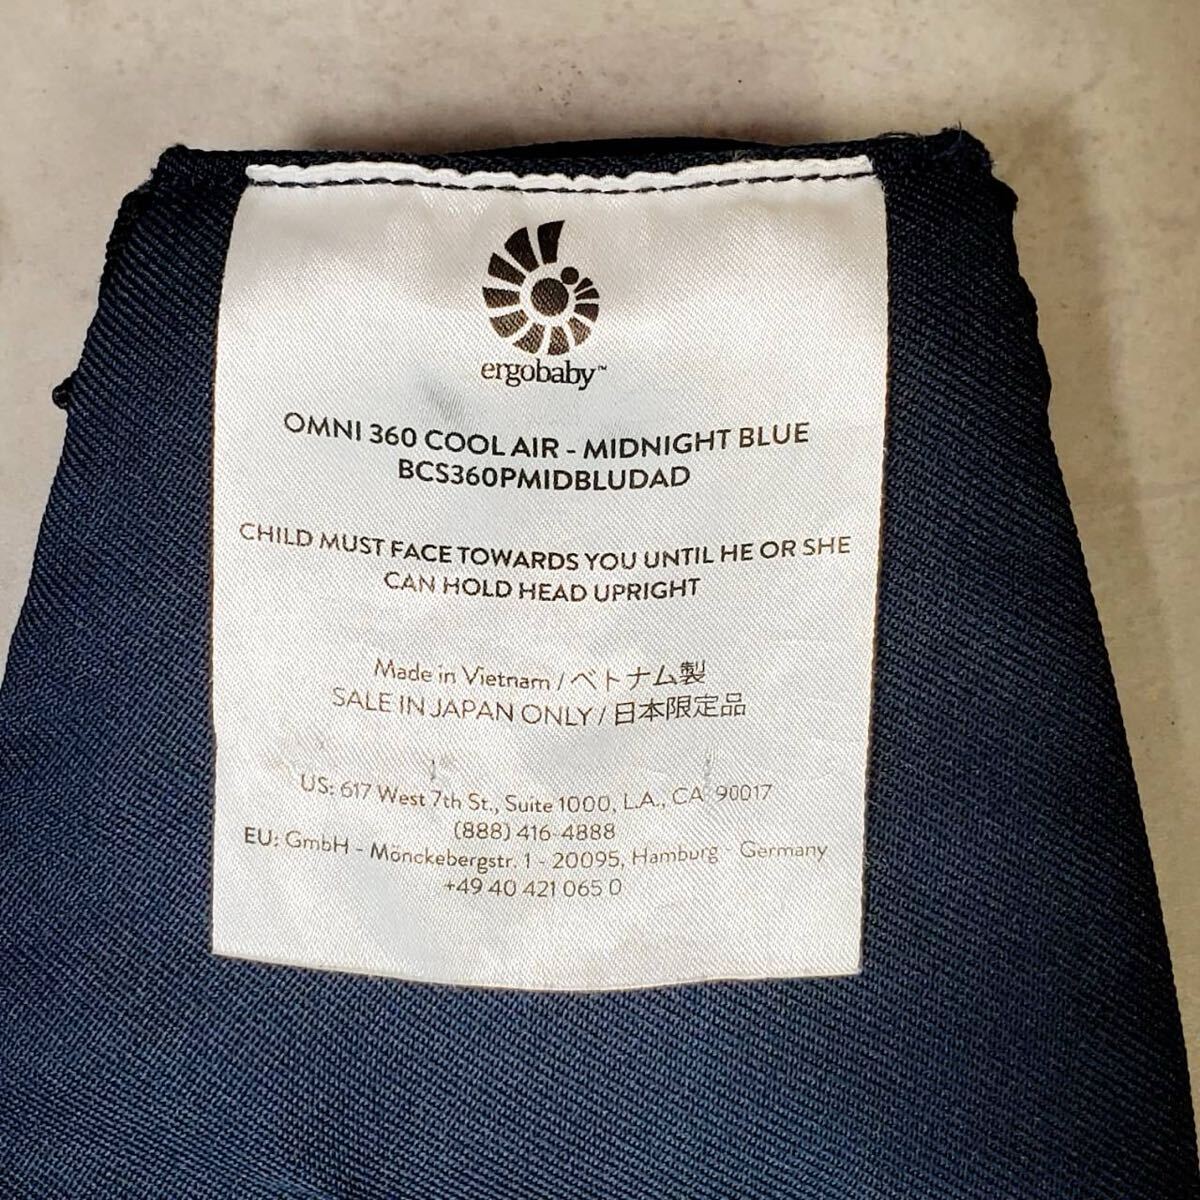 ergobaby™
OMNI 360 COOL AIR - MIDNIGHT BLUE
BCS360PMIDBLUDAD
CHILD MUST FACE TOWARDS YOU UNTIL HE OR SHE
CAN HOLD HEAD UPRIGHT
Made in Vietnam / ベトナム製
SALE IN JAPAN ONLY / 日本限定品
US: 617 West 7th St., Suite 1000, L.A., CA 90017
(888) 416-4888
EU: GmbH - Mönckebergstr. 1 - 20095, Hamburg - Germany
+49 40 421 065 0